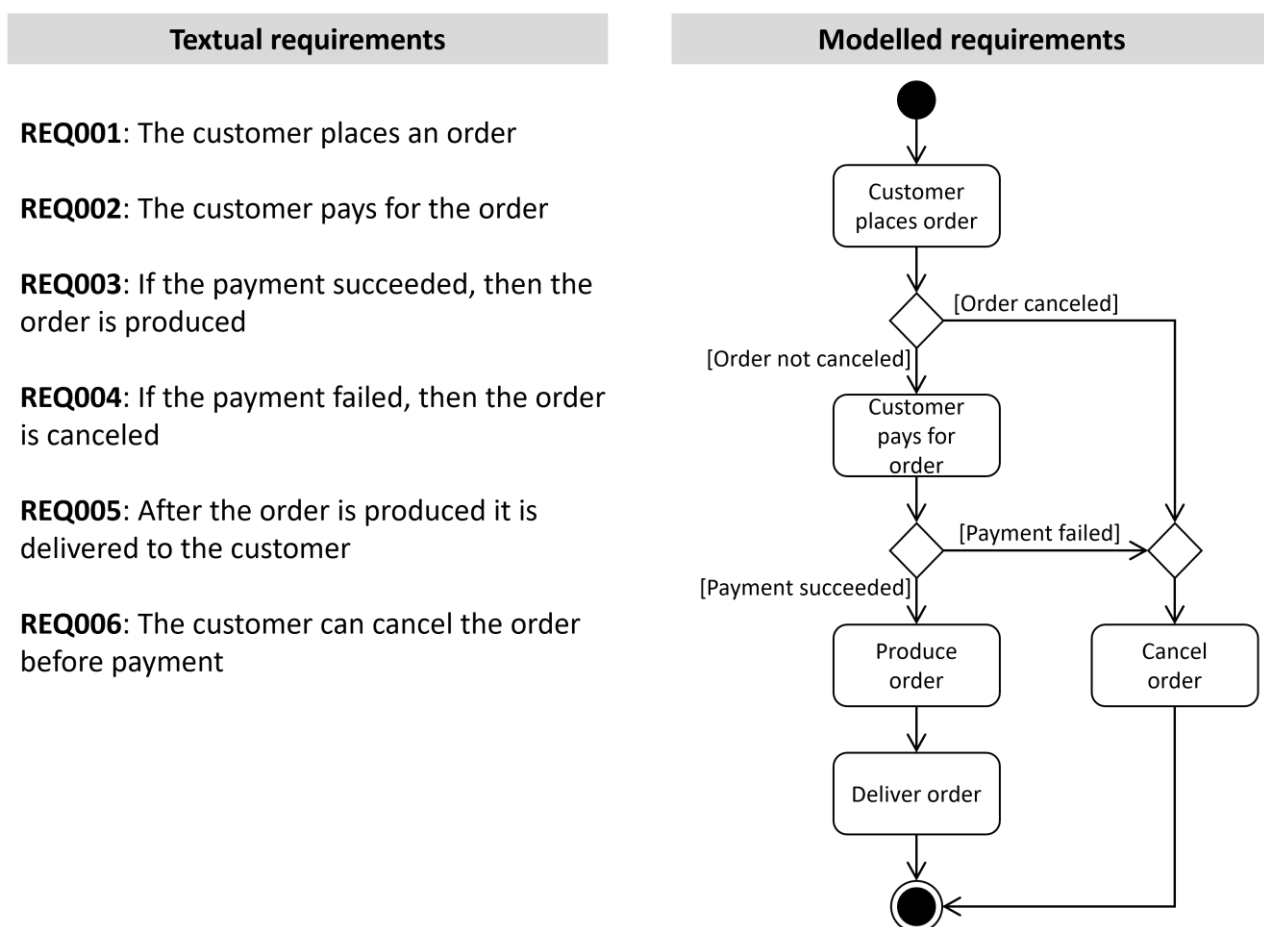 Textual requirements
REQ001: The customer places an order
REQ002: The customer pays for the order
REQ003: If the payment succeeded, then the
order is produced
REQ004: If the payment failed, then the order
is canceled
REQ005: After the order is produced it is
delivered to the customer
REQ006: The customer can cancel the order
before payment
Modelled requirements
Customer
places order
[Order canceled]
[Order not canceled]
Customer
pays for
order
[Payment failed]
[Payment succeeded]
Produce
order
Cancel
order
Deliver order